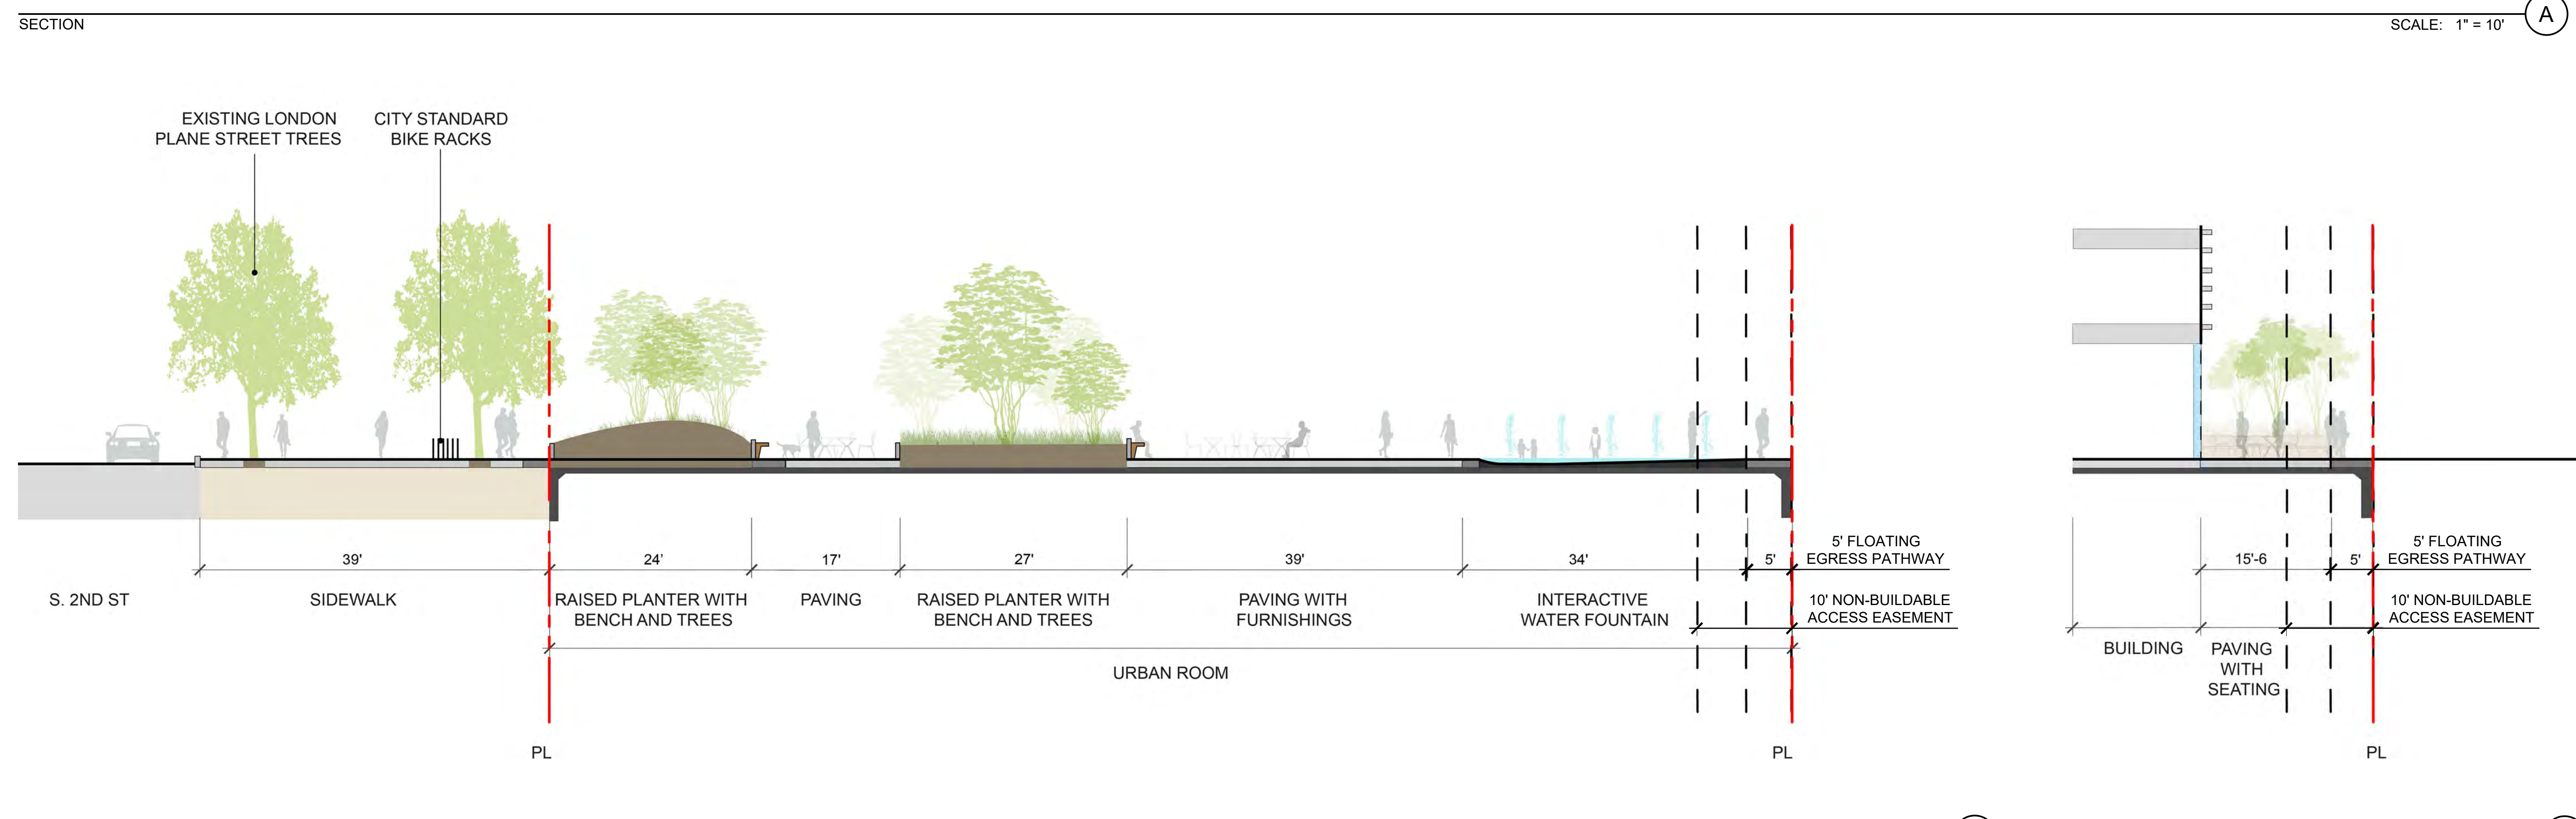 SECTION
SCALE: 1" = 10'
A
EXISTING LONDON
PLANE STREET TREES
CITY STANDARD
BIKE RACKS
39'
24'
17'
27'
39'
34'
5'
5' FLOATING
EGRESS PATHWAY
S. 2ND ST
SIDEWALK
RAISED PLANTER WITH
BENCH AND TREES
PAVING
RAISED PLANTER WITH
BENCH AND TREES
PAVING WITH
FURNISHINGS
INTERACTIVE
WATER FOUNTAIN
10' NON-BUILDABLE
ACCESS EASEMENT
URBAN ROOM
PL
PL
15'-6
5'
5' FLOATING
EGRESS PATHWAY
10' NON-BUILDABLE
ACCESS EASEMENT
BUILDING
PAVING
WITH
SEATING
PL